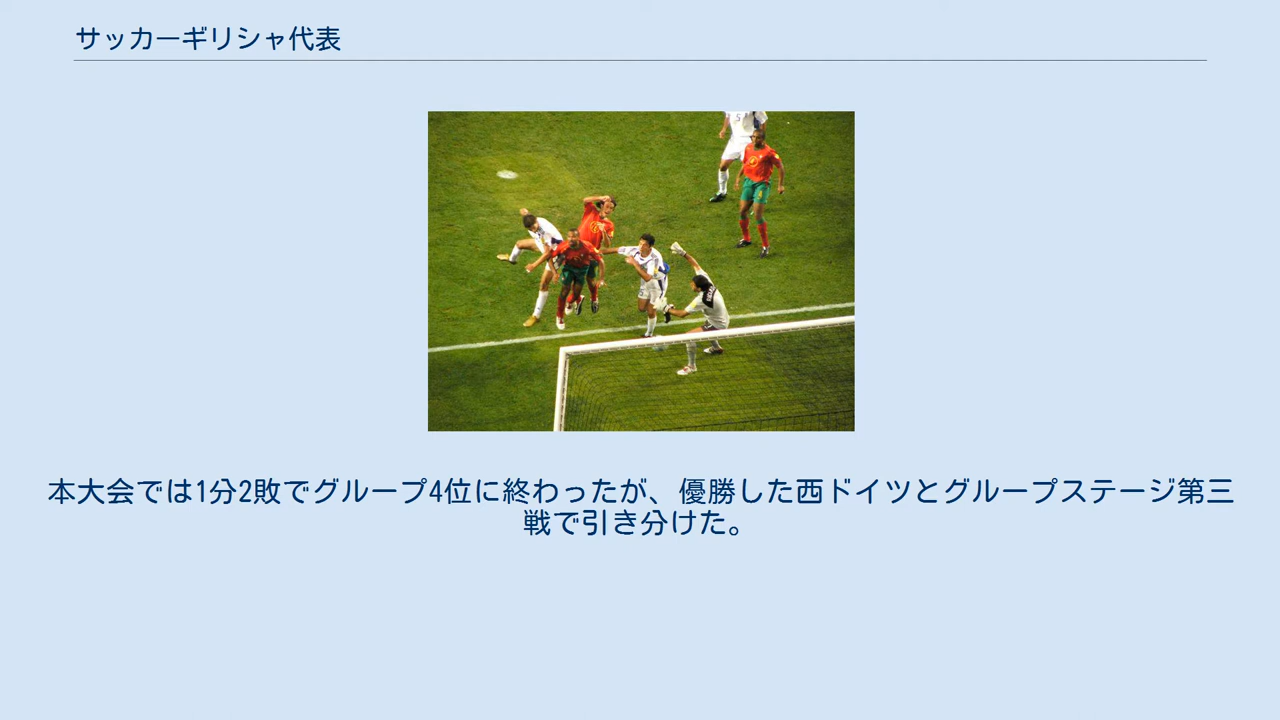 サッカーギリシャ代表
本大会では1分2敗でグループ4位に終わったが、優勝した西ドイツとグループステージ第三
戦で引き分けた。